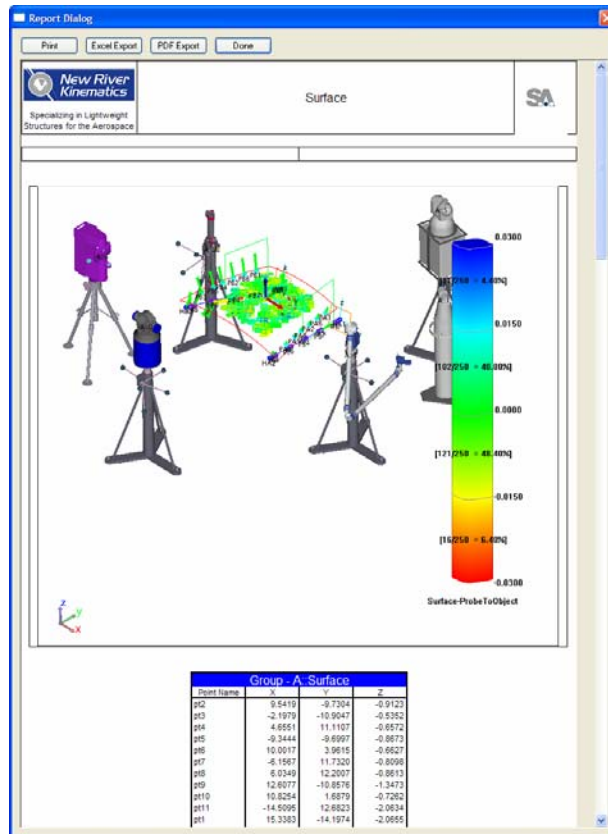 Report Dialog
Print
Excel Export
PDF Export
Done
New River
Kinematics
Specializing in Lightweight
Structures for the Aerospace
Surface
SA
0.0300
0.0150
[102/250 = 40.80%]
0.0000
[121/250 = 48.40%]
-0.0150
[16/250 = 6.40%]
-0.0300
Surface-ProbeToObject
Z
Y
X
Group - A::Surface
Point Name X Y Z
pt2 9.5419 -9.7304 -0.9123
pt3 -2.1979 -10.9047 -0.5352
pt4 4.6551 11.1107 -0.6572
pt5 -9.3444 -9.6997 -0.8673
pt6 10.0017 3.9615 -0.6627
pt7 -6.1567 11.7320 -0.8098
pt8 6.0349 12.2007 -0.8613
pt9 12.6077 -10.8576 -1.3473
pt10 10.8254 1.6879 -0.7262
pt11 -14.5095 12.6823 -2.0634
pt1 15.3383 -14.1974 -2.0655